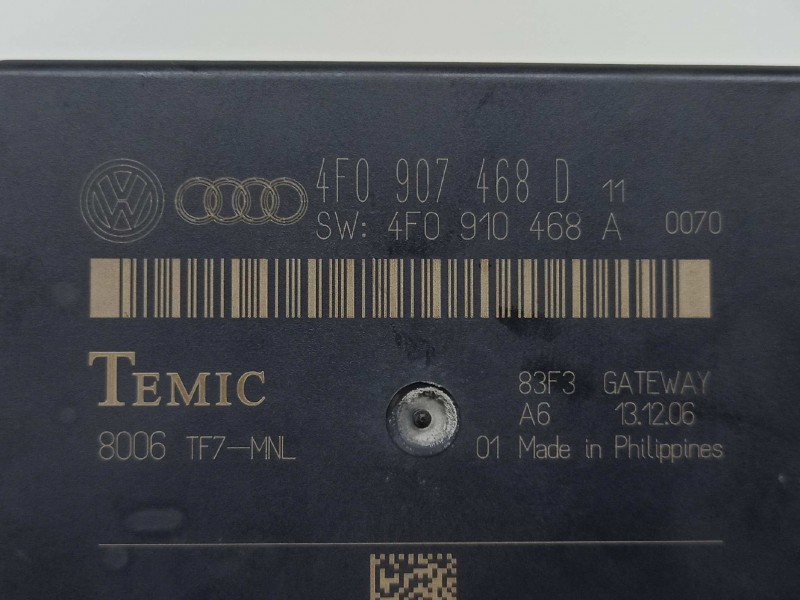 4F0 907 468 D 11
SW: 4F0 910 468 A 0070
TEMIC
83F3 GATEWAY
A6 13.12.06
8006 TF7-MNL
01 Made in Philippines